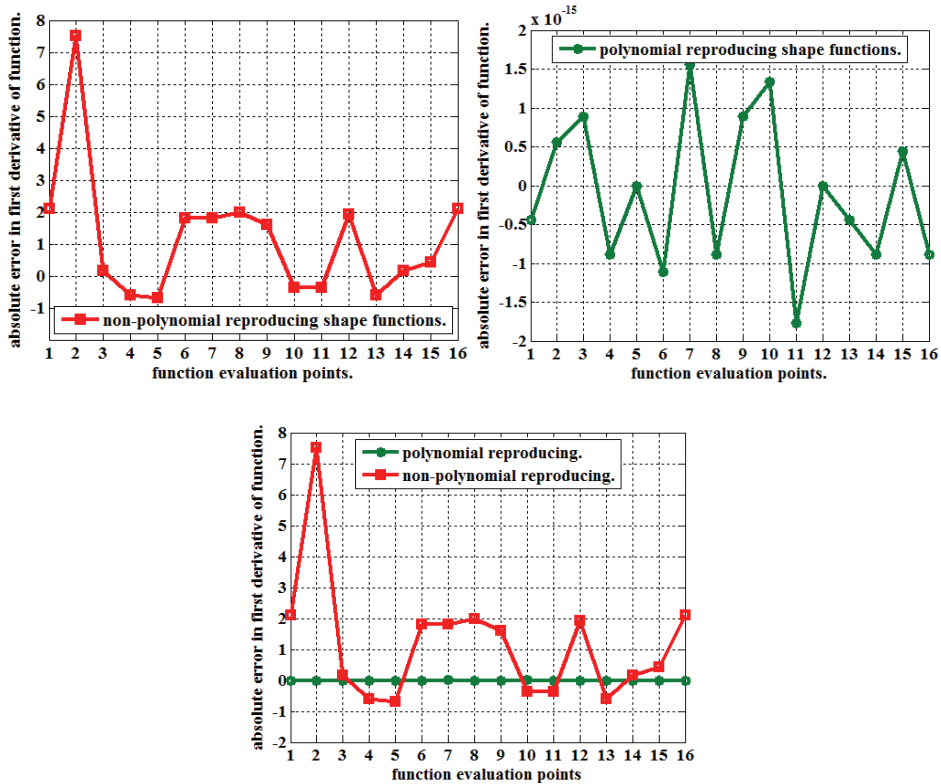 absolute error in first derivative of function.
8
7
6
5
4
3
2
1
0
-1
non-polynomial reproducing shape functions.
1 2 3 4 5 6 7 8 9 10 11 12 13 14 15 16
function evaluation points.
x 10^-15
absolute error in first derivative of function.
2
1.5
1
0.5
0
-0.5
-1
-1.5
-2
polynomial reproducing shape functions.
1 2 3 4 5 6 7 8 9 10 11 12 13 14 15 16
function evaluation points.
absolute error in first derivative of function.
8
7
6
5
4
3
2
1
0
-1
-2
polynomial reproducing.
non-polynomial reproducing.
1 2 3 4 5 6 7 8 9 10 11 12 13 14 15 16
function evaluation points